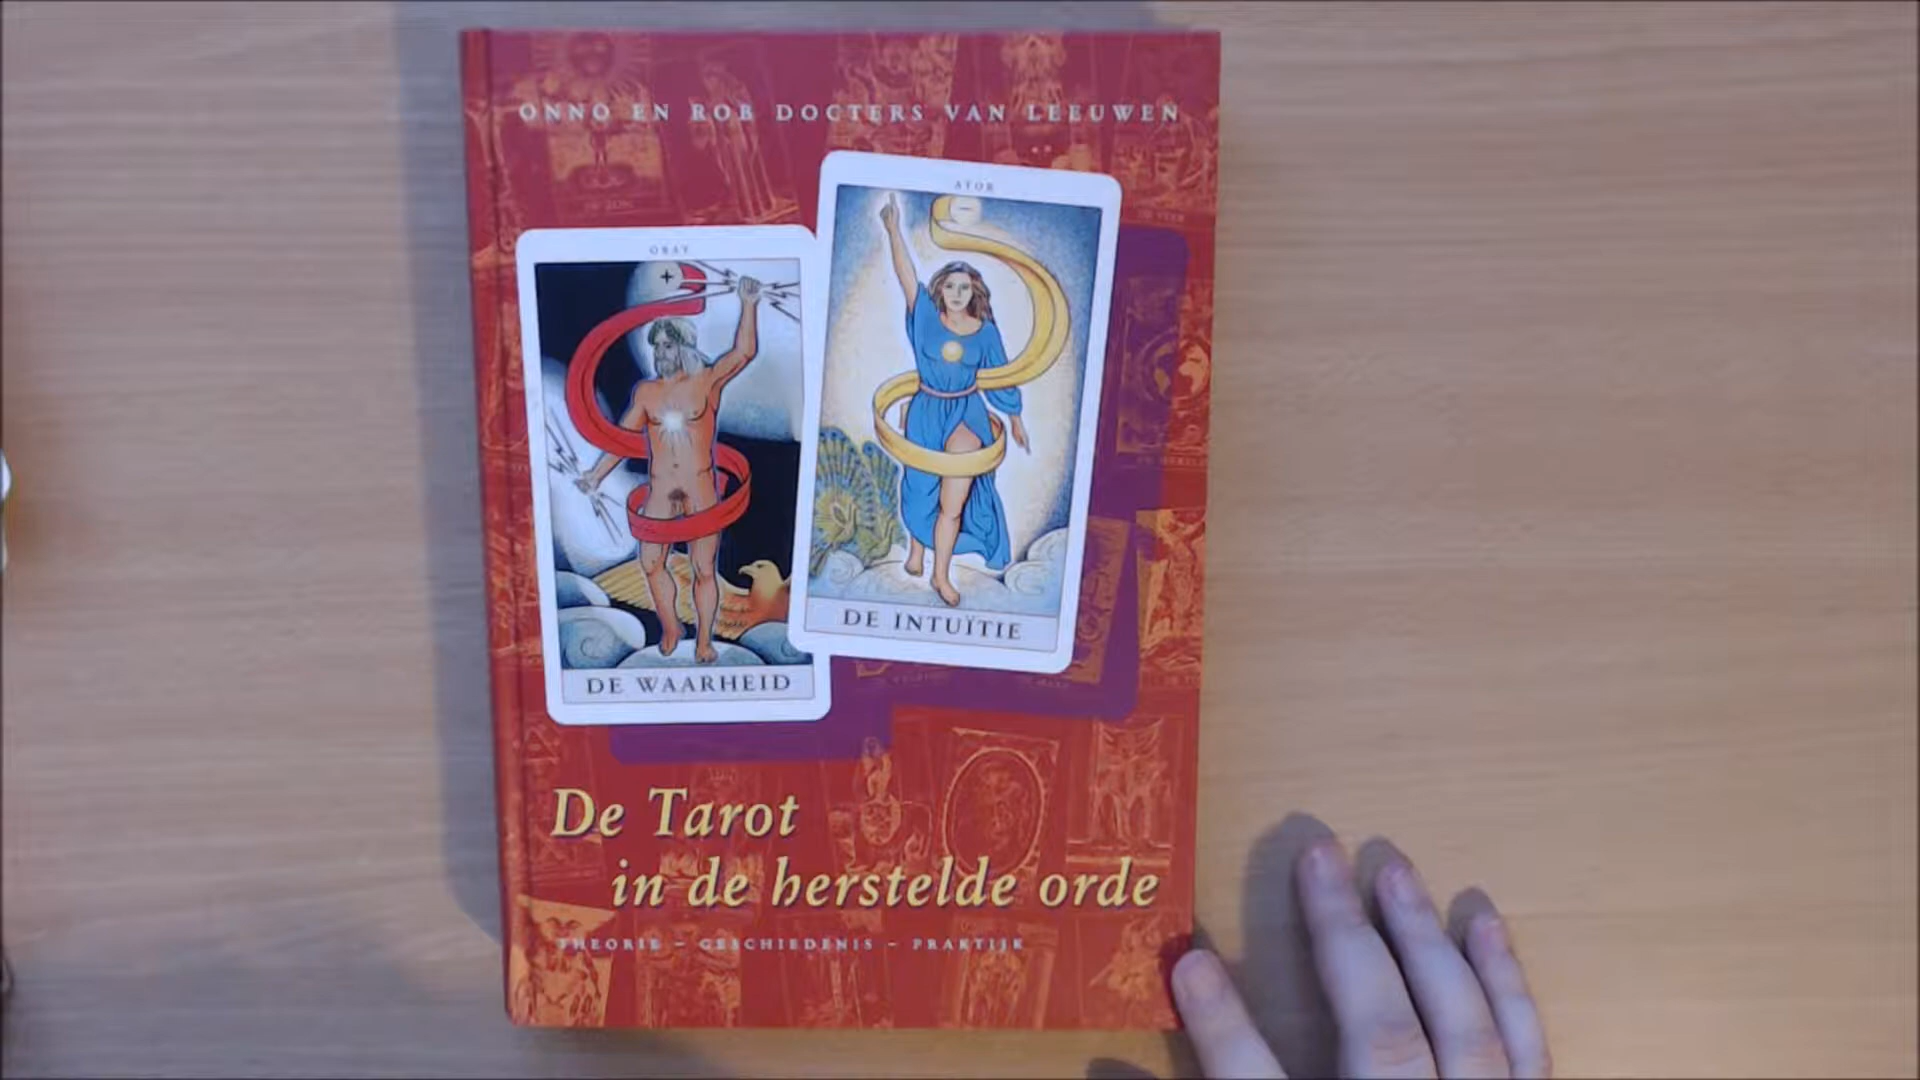 ONNO EN ROB DOCTERS VAN LEEUWEN
ATOR
OBAY
+
DE INTUÏTIE
DE WAARHEID
De Tarot
in de herstelde orde
THEORIE – GESCHIEDENIS – PRAKTIJK